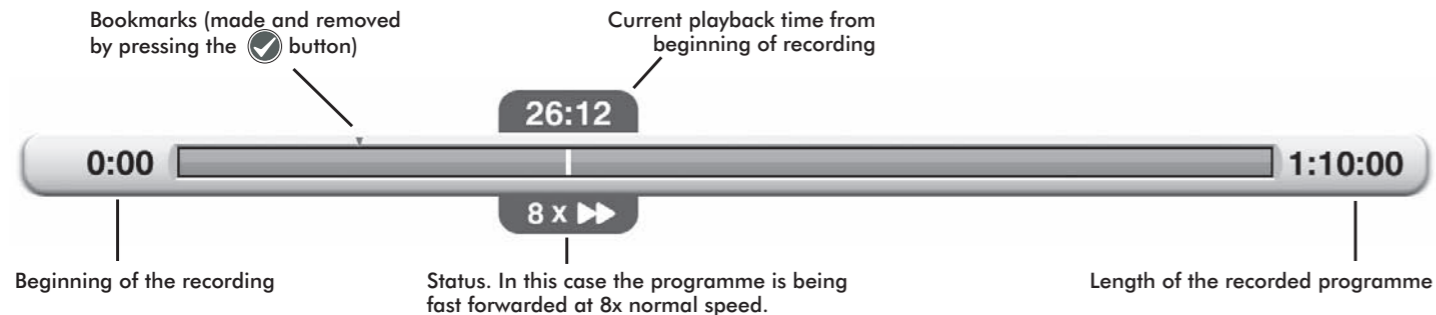 Bookmarks (made and removed
by pressing the button)
Current playback time from
beginning of recording
26:12
0:00
1:10:00
8 x
Beginning of the recording
Status. In this case the programme is being
fast forwarded at 8x normal speed.
Length of the recorded programme